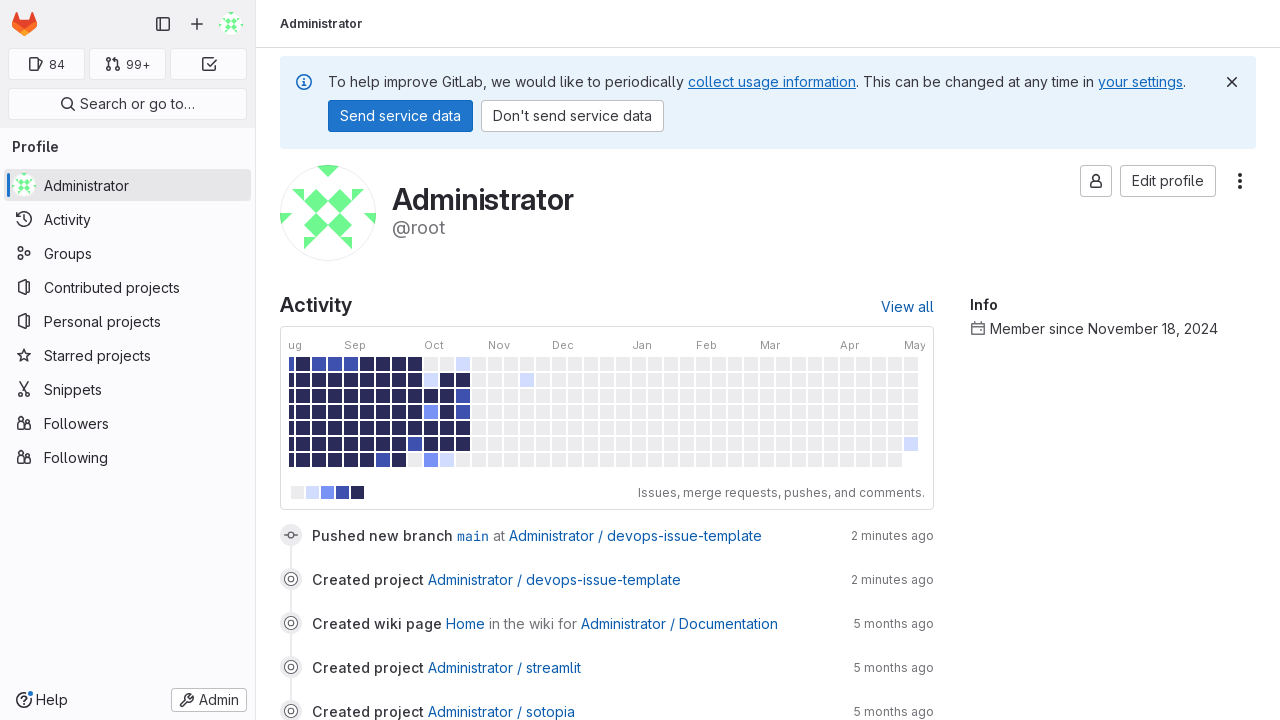 84
99+
Search or go to…
Profile
Administrator
Activity
Groups
Contributed projects
Personal projects
Starred projects
Snippets
Followers
Following
Help
Admin
Administrator
To help improve GitLab, we would like to periodically collect usage information. This can be changed at any time in your settings.
Send service data
Don't send service data
Administrator
@root
Edit profile
Activity
View all
ug Sep Oct Nov Dec Jan Feb Mar Apr May
Issues, merge requests, pushes, and comments.
Pushed new branch main at Administrator / devops-issue-template 2 minutes ago
Created project Administrator / devops-issue-template 2 minutes ago
Created wiki page Home in the wiki for Administrator / Documentation 5 months ago
Created project Administrator / streamlit 5 months ago
Created project Administrator / sotopia 5 months ago
Info
Member since November 18, 2024